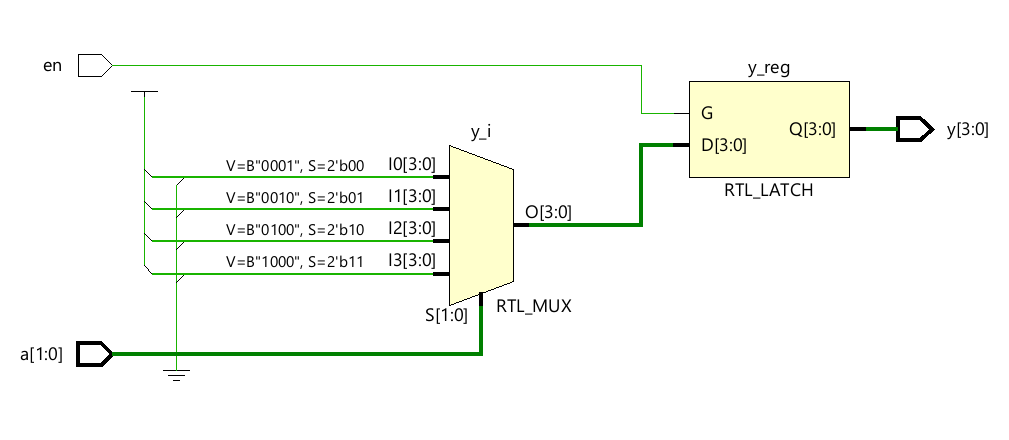 en
y_reg
G
Q[3:0]
y[3:0]
D[3:0]
RTL_LATCH
y_i
V=B"0001", S=2'b00
I0[3:0]
V=B"0010", S=2'b01
I1[3:0]
O[3:0]
V=B"0100", S=2'b10
I2[3:0]
V=B"1000", S=2'b11
I3[3:0]
S[1:0]
RTL_MUX
a[1:0]